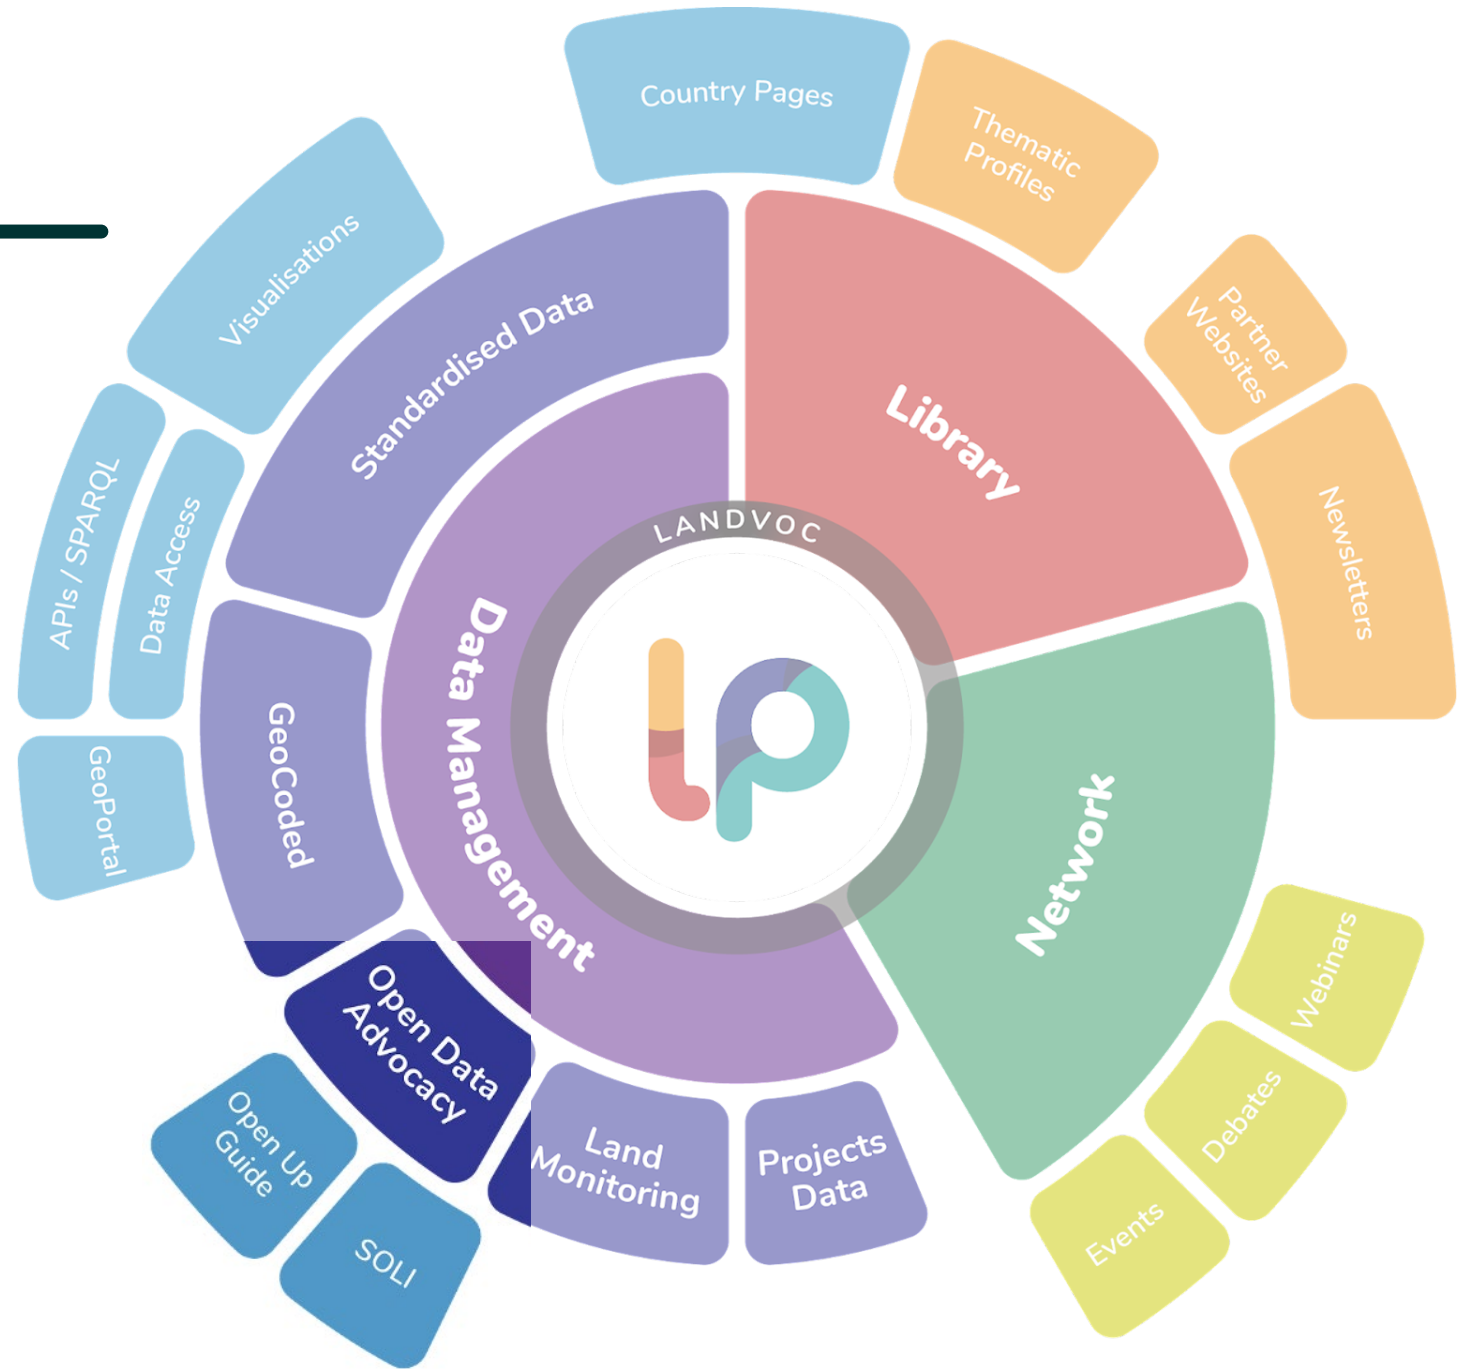 Country Pages
Thematic
Profiles
Partner
Websites
Newsletters
Visualisations
APIs / SPARQL
Data Access
GeoPortal
Standardised Data
GeoCoded
Open Data
Advocacy
Land
Monitoring
Projects
Data
Open Up
Guide
SOLI
Data Management
Library
Network
LANDVOC
lp
Webinars
Debates
Events